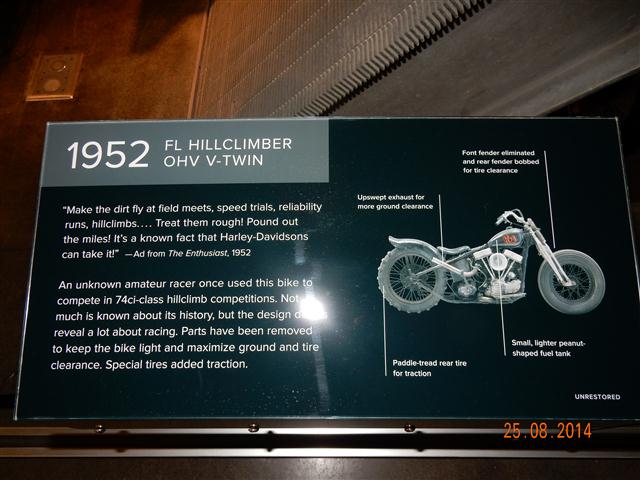 1952 FL HILLCLIMBER
OHV V-TWIN
"Make the dirt fly at field meets, speed trials, reliability
runs, hillclimbs.... Treat them rough! Pound out
the miles! It's a known fact that Harley-Davidsons
can take it!" —Ad from The Enthusiast, 1952
An unknown amateur racer once used this bike to
compete in 74ci-class hillclimb competitions. Not
much is known about its history, but the design
reveal a lot about racing. Parts have been removed
to keep the bike light and maximize ground and tire
clearance. Special tires added traction.
Font fender eliminated
and rear fender bobbed
for tire clearance
Upswept exhaust for
more ground clearance
Small, lighter peanut-
shaped fuel tank
Paddle-tread rear tire
for traction
UNRESTORED
25.08.2014